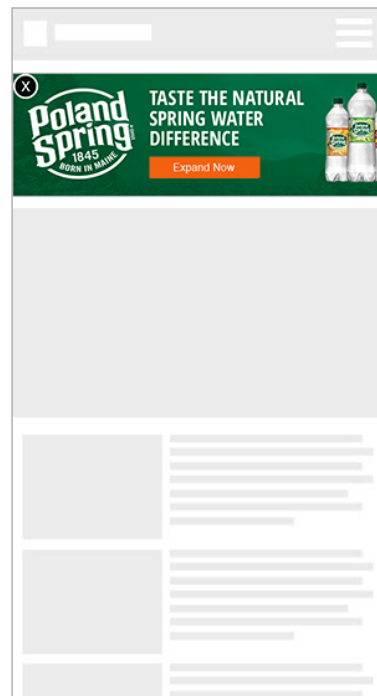 X
Poland
Spring
1845
BORN IN MAINE
TASTE THE NATURAL
SPRING WATER
DIFFERENCE
Expand Now